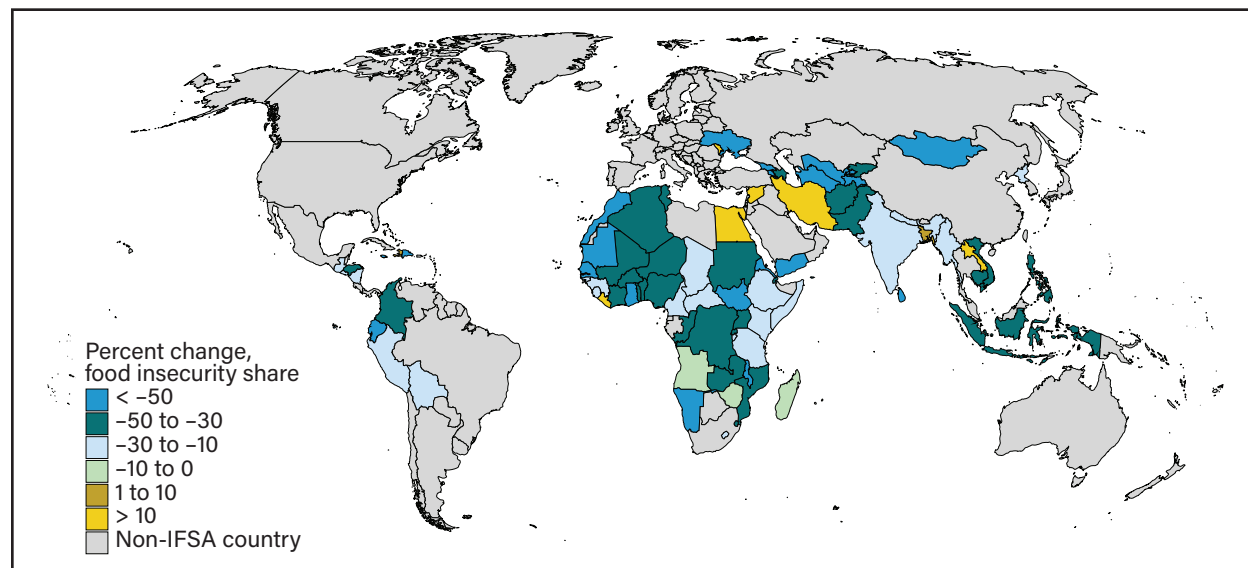 Percent change,
food insecurity share
< –50
–50 to –30
–30 to –10
–10 to 0
1 to 10
> 10
Non-IFSA country